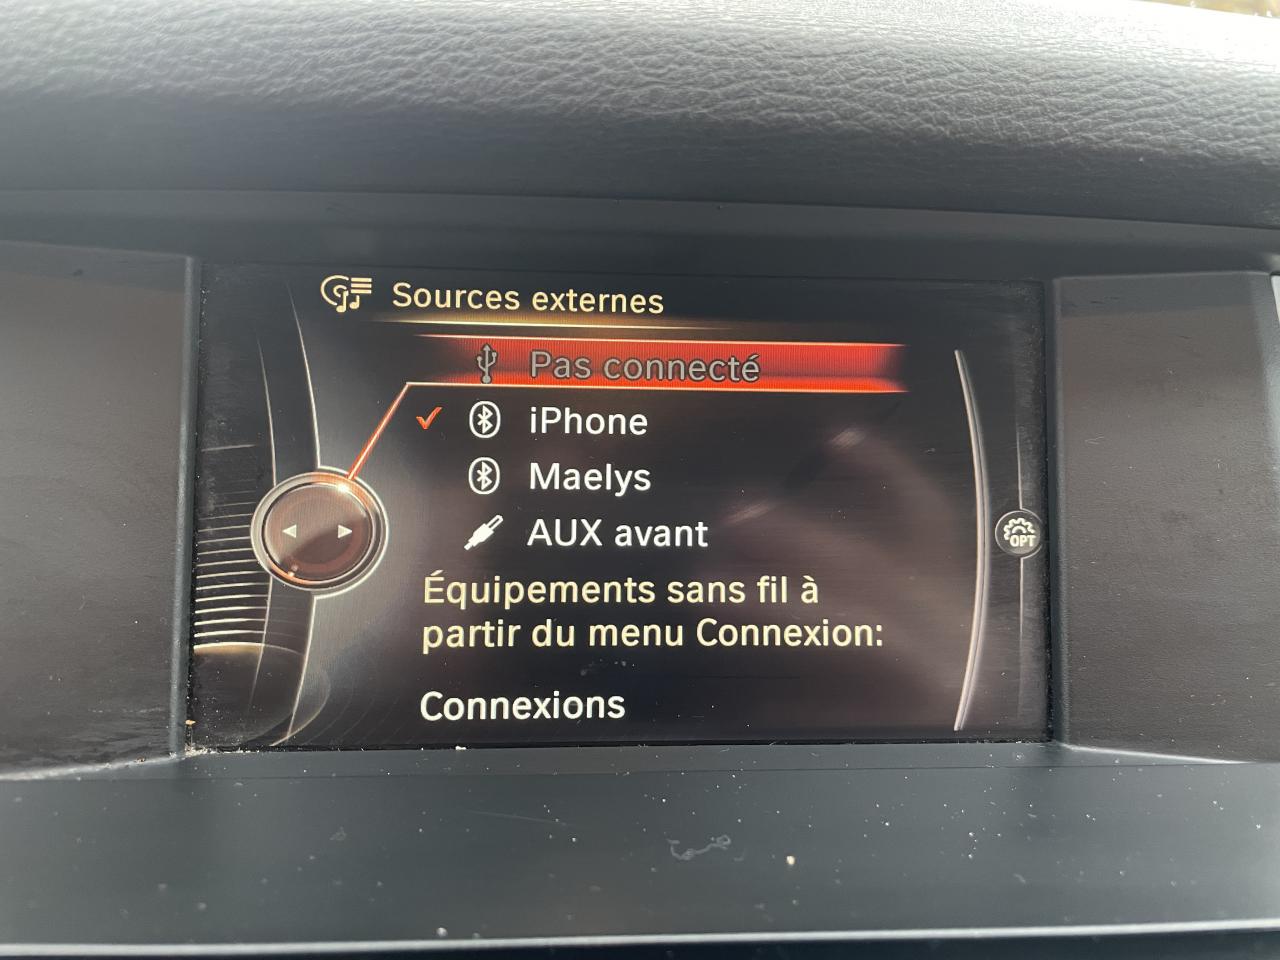 Sources externes
Pas connecté
iPhone
Maelys
AUX avant
Équipements sans fil à
partir du menu Connexion:
Connexions
OPT